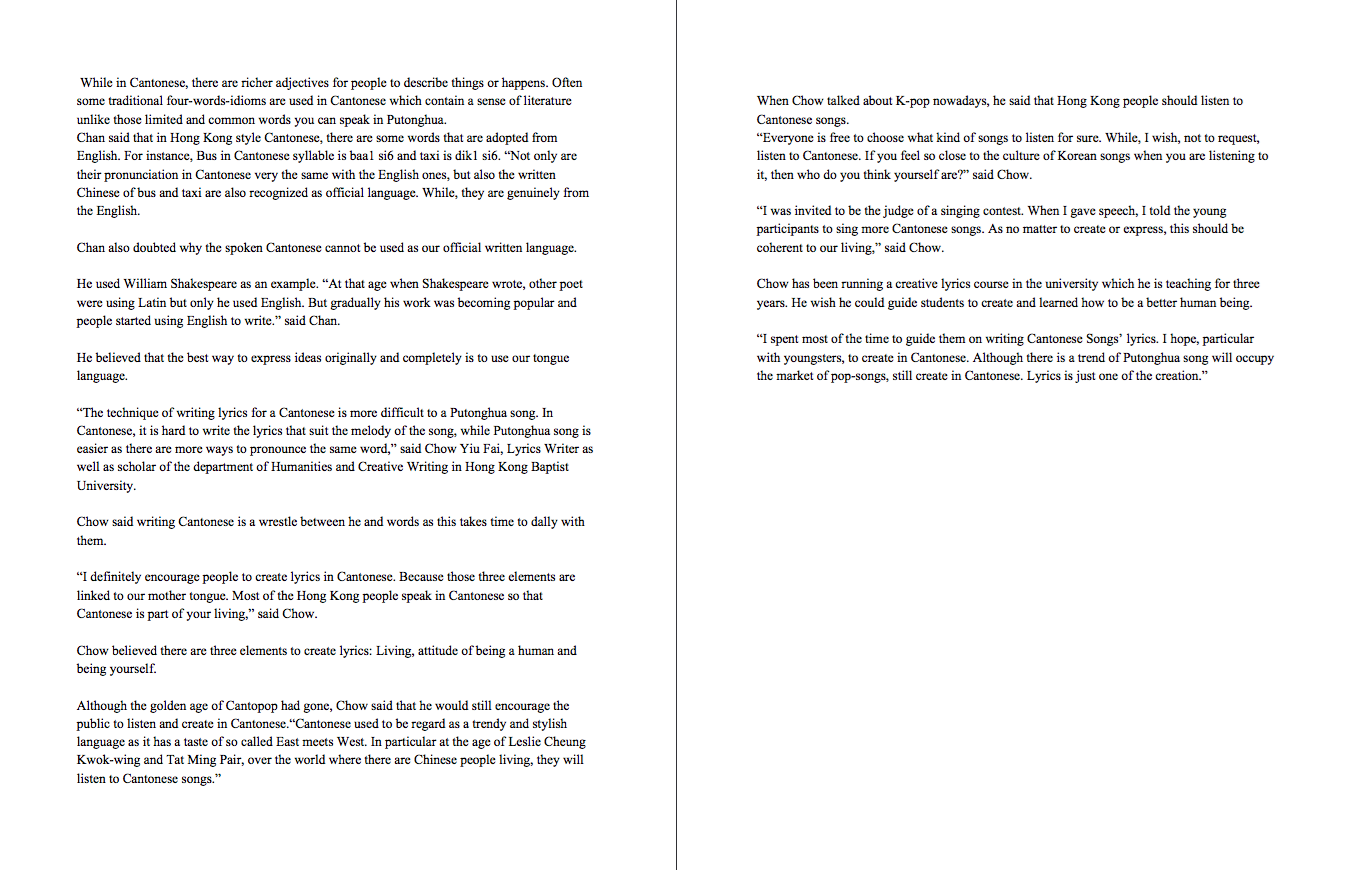 While in Cantonese, there are richer adjectives for people to describe things or happens. Often
some traditional four-words-idioms are used in Cantonese which contain a sense of literature
unlike those limited and common words you can speak in Putonghua.
Chan said that in Hong Kong style Cantonese, there are some words that are adopted from
English. For instance, Bus in Cantonese syllable is baa1 si6 and taxi is dik1 si6. “Not only are
their pronunciation in Cantonese very the same with the English ones, but also the written
Chinese of bus and taxi are also recognized as official language. While, they are genuinely from
the English.
Chan also doubted why the spoken Cantonese cannot be used as our official written language.
He used William Shakespeare as an example. “At that age when Shakespeare wrote, other poet
were using Latin but only he used English. But gradually his work was becoming popular and
people started using English to write.” said Chan.
He believed that the best way to express ideas originally and completely is to use our tongue
language.
“The technique of writing lyrics for a Cantonese is more difficult to a Putonghua song. In
Cantonese, it is hard to write the lyrics that suit the melody of the song, while Putonghua song is
easier as there are more ways to pronounce the same word,” said Chow Yiu Fai, Lyrics Writer as
well as scholar of the department of Humanities and Creative Writing in Hong Kong Baptist
University.
Chow said writing Cantonese is a wrestle between he and words as this takes time to dally with
them.
“I definitely encourage people to create lyrics in Cantonese. Because those three elements are
linked to our mother tongue. Most of the Hong Kong people speak in Cantonese so that
Cantonese is part of your living,” said Chow.
Chow believed there are three elements to create lyrics: Living, attitude of being a human and
being yourself.
Although the golden age of Cantopop had gone, Chow said that he would still encourage the
public to listen and create in Cantonese.“Cantonese used to be regard as a trendy and stylish
language as it has a taste of so called East meets West. In particular at the age of Leslie Cheung
Kwok-wing and Tat Ming Pair, over the world where there are Chinese people living, they will
listen to Cantonese songs.”
When Chow talked about K-pop nowadays, he said that Hong Kong people should listen to
Cantonese songs.
“Everyone is free to choose what kind of songs to listen for sure. While, I wish, not to request,
listen to Cantonese. If you feel so close to the culture of Korean songs when you are listening to
it, then who do you think yourself are?” said Chow.
“I was invited to be the judge of a singing contest. When I gave speech, I told the young
participants to sing more Cantonese songs. As no matter to create or express, this should be
coherent to our living,” said Chow.
Chow has been running a creative lyrics course in the university which he is teaching for three
years. He wish he could guide students to create and learned how to be a better human being.
“I spent most of the time to guide them on writing Cantonese Songs’ lyrics. I hope, particular
with youngsters, to create in Cantonese. Although there is a trend of Putonghua song will occupy
the market of pop-songs, still create in Cantonese. Lyrics is just one of the creation.”